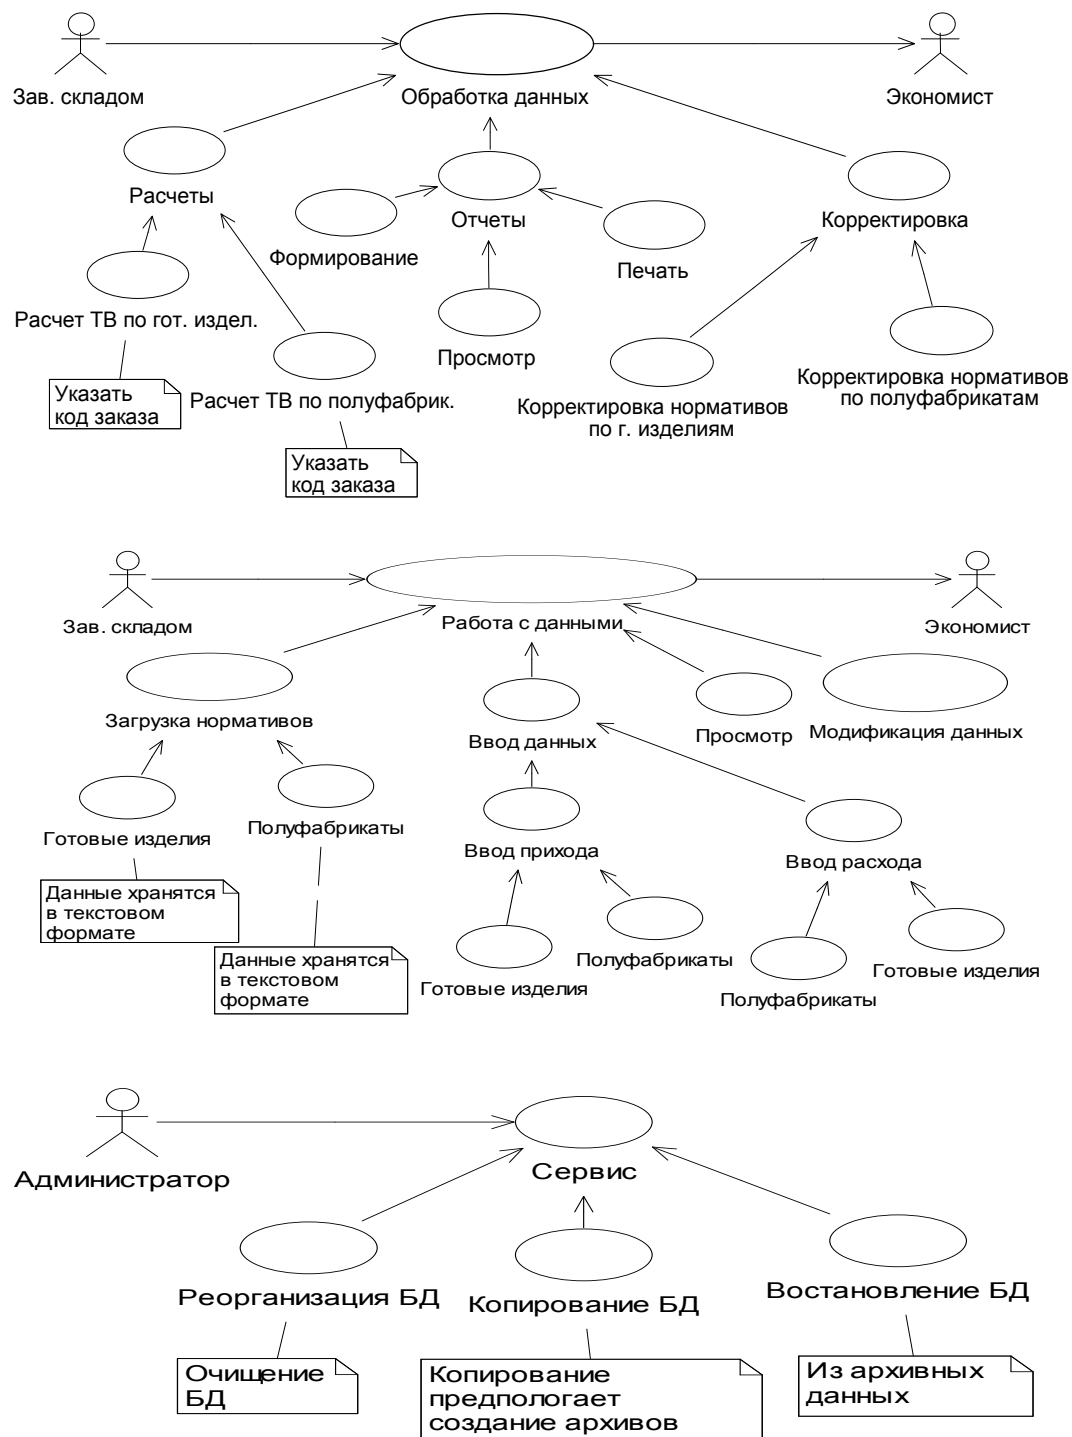 Зав. складом
Обработка данных
Экономист
Расчеты
Отчеты
Корректировка
Формирование
Печать
Расчет ТВ по гот. издел.
Просмотр
Указать
код заказа
Расчет ТВ по полуфабрик.
Корректировка нормативов
по г. изделиям
Корректировка нормативов
по полуфабрикатам
Указать
код заказа
Зав. складом
Работа с данными
Экономист
Загрузка нормативов
Ввод данных
Просмотр
Модификация данных
Готовые изделия
Полуфабрикаты
Ввод прихода
Ввод расхода
Данные хранятся
в текстовом
формате
Данные хранятся
в текстовом
формате
Готовые изделия
Полуфабрикаты
Полуфабрикаты
Готовые изделия
Администратор
Сервис
Реорганизация БД
Копирование БД
Востановление БД
Очищение
БД
Копирование
предпологает
создание архивов
Из архивных
данных